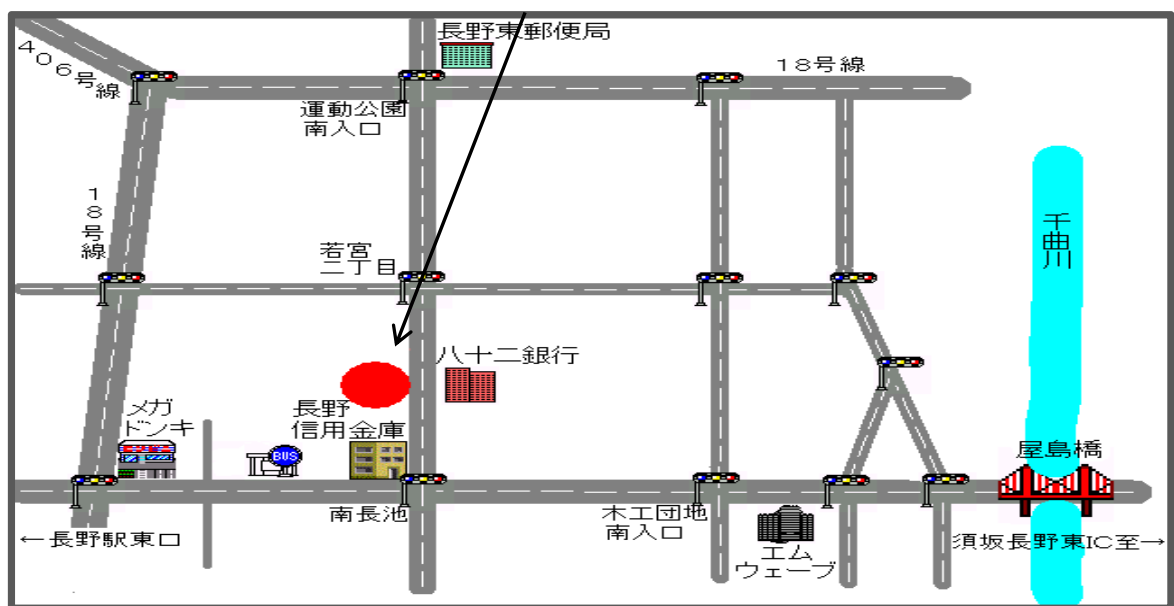 長野東郵便局
406号線
18号線
運動公園
南入口
18号線
千曲川
若宮
二丁目
八十二銀行
メガ
ドンキ
長野
信用金庫
BUS
屋島橋
南長池
木工団地
南入口
エム
ウェーブ
←長野駅東口
須坂長野東IC至→